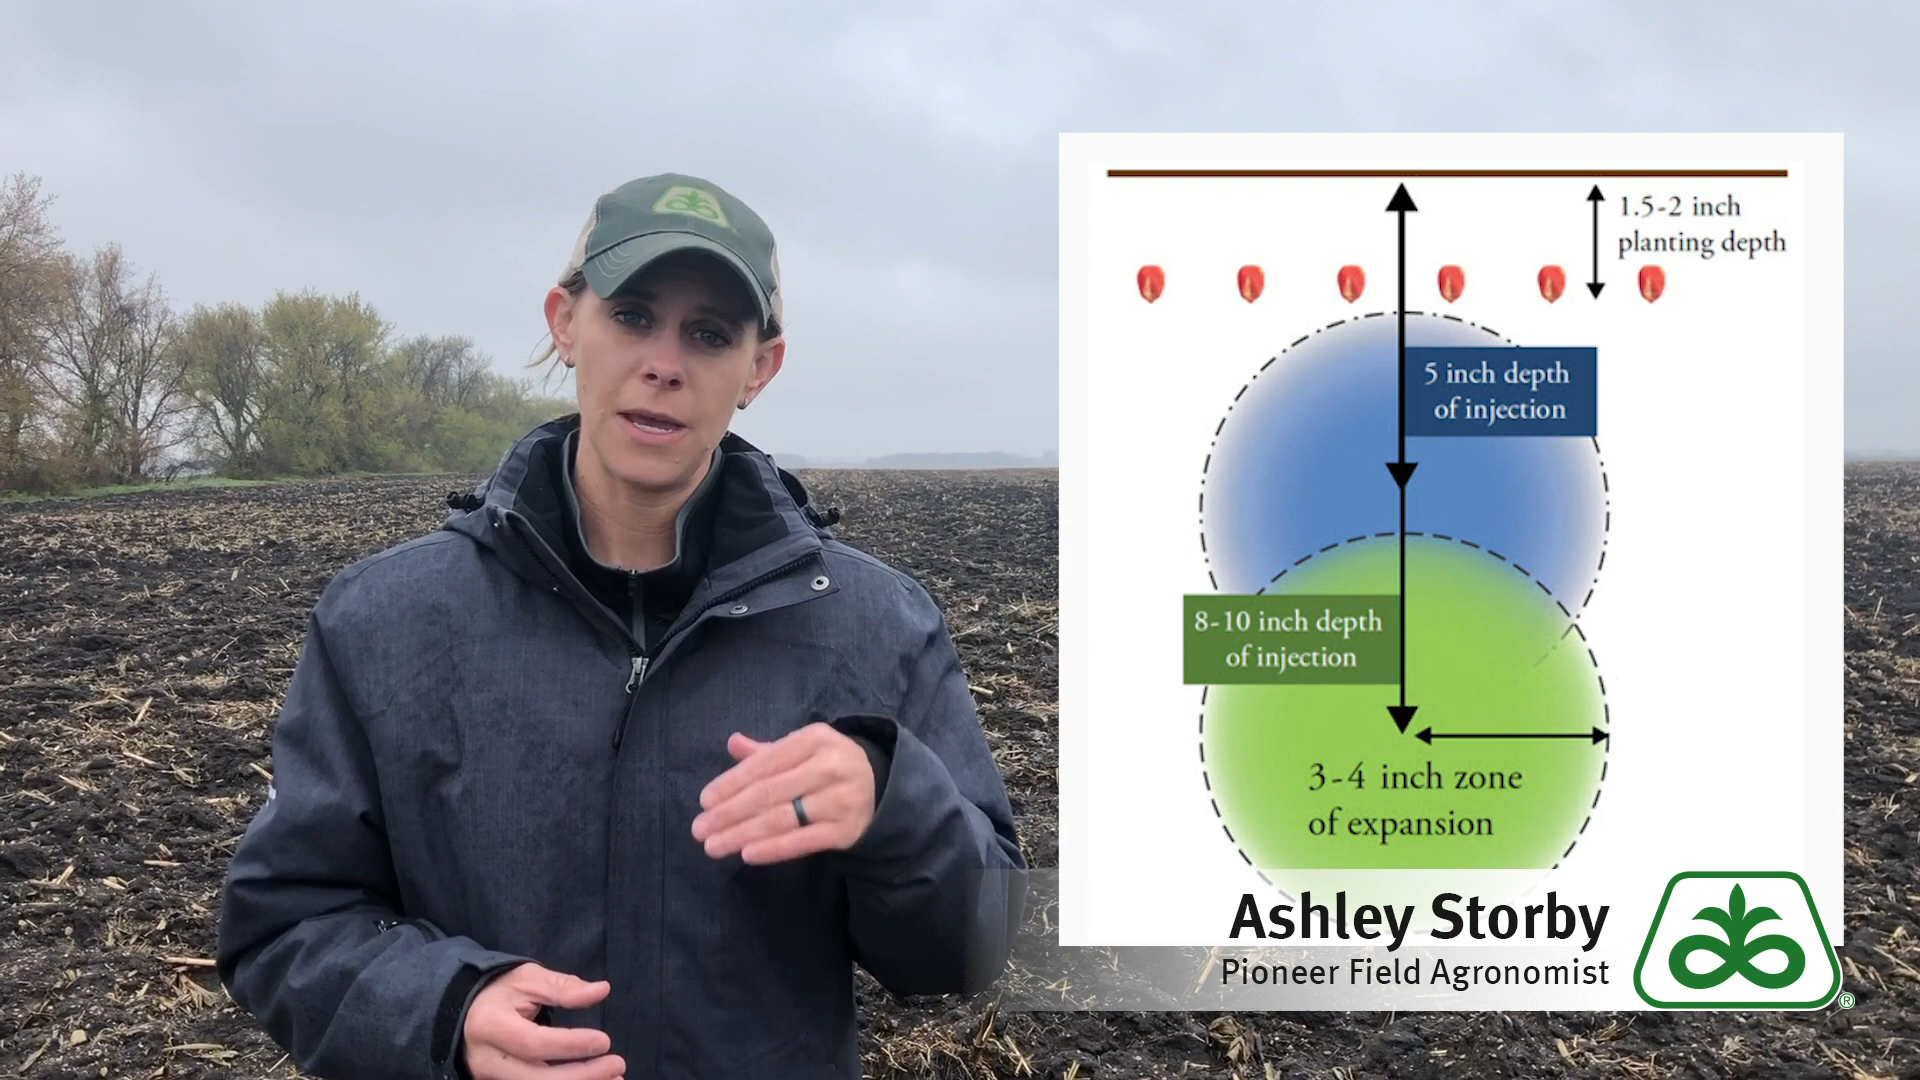 1.5-2 inch
planting depth
5 inch depth
of injection
8-10 inch depth
of injection
3-4 inch zone
of expansion
Ashley Storby
Pioneer Field Agronomist
®